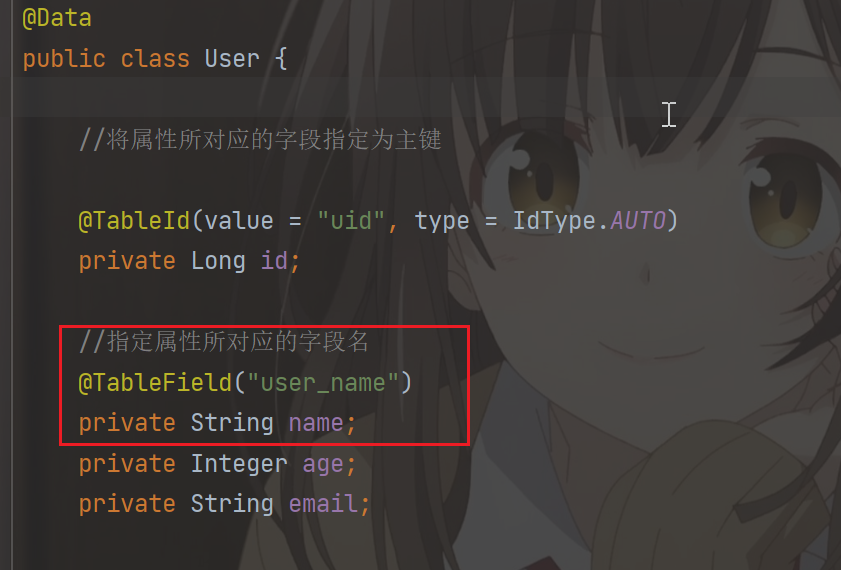 @Data
public class User {
//将属性所对应的字段指定为主键
@TableId(value = "uid", type = IdType.AUTO)
private Long id;
//指定属性所对应的字段名
@TableField("user_name")
private String name;
private Integer age;
private String email;